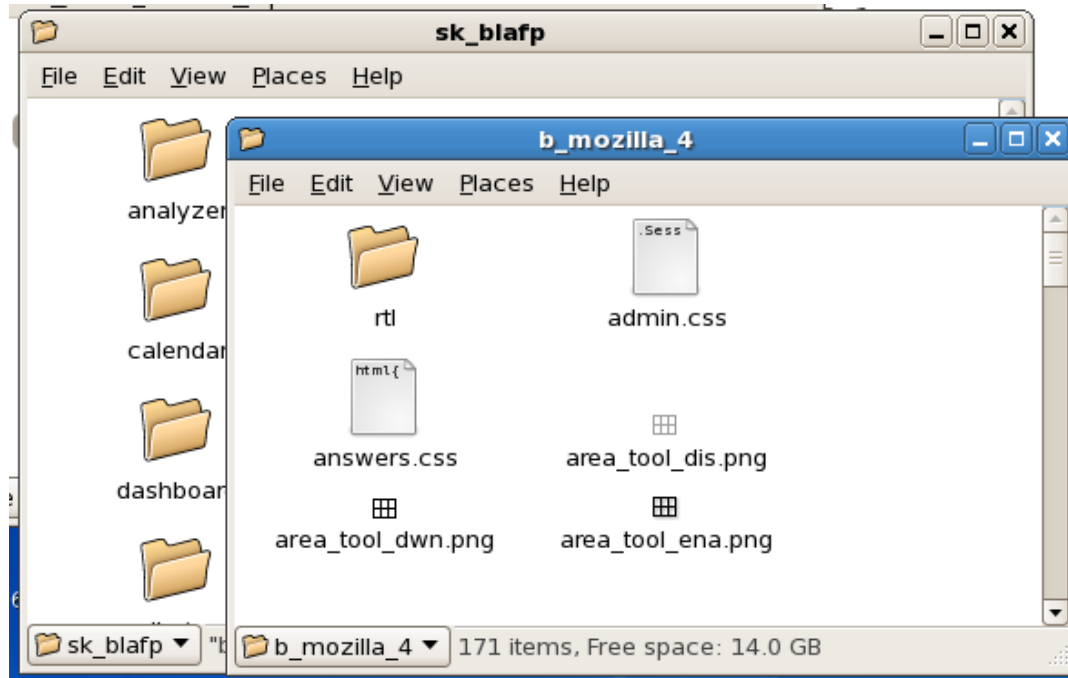 sk_blafp
File Edit View Places Help
analyzer
calendar
sk_blafp
b_mozilla_4
File Edit View Places Help
rtl
admin.css
.Sess
html{
answers.css
area_tool_dis.png
area_tool_dwn.png
area_tool_ena.png
b_mozilla_4
171 items, Free space: 14.0 GB